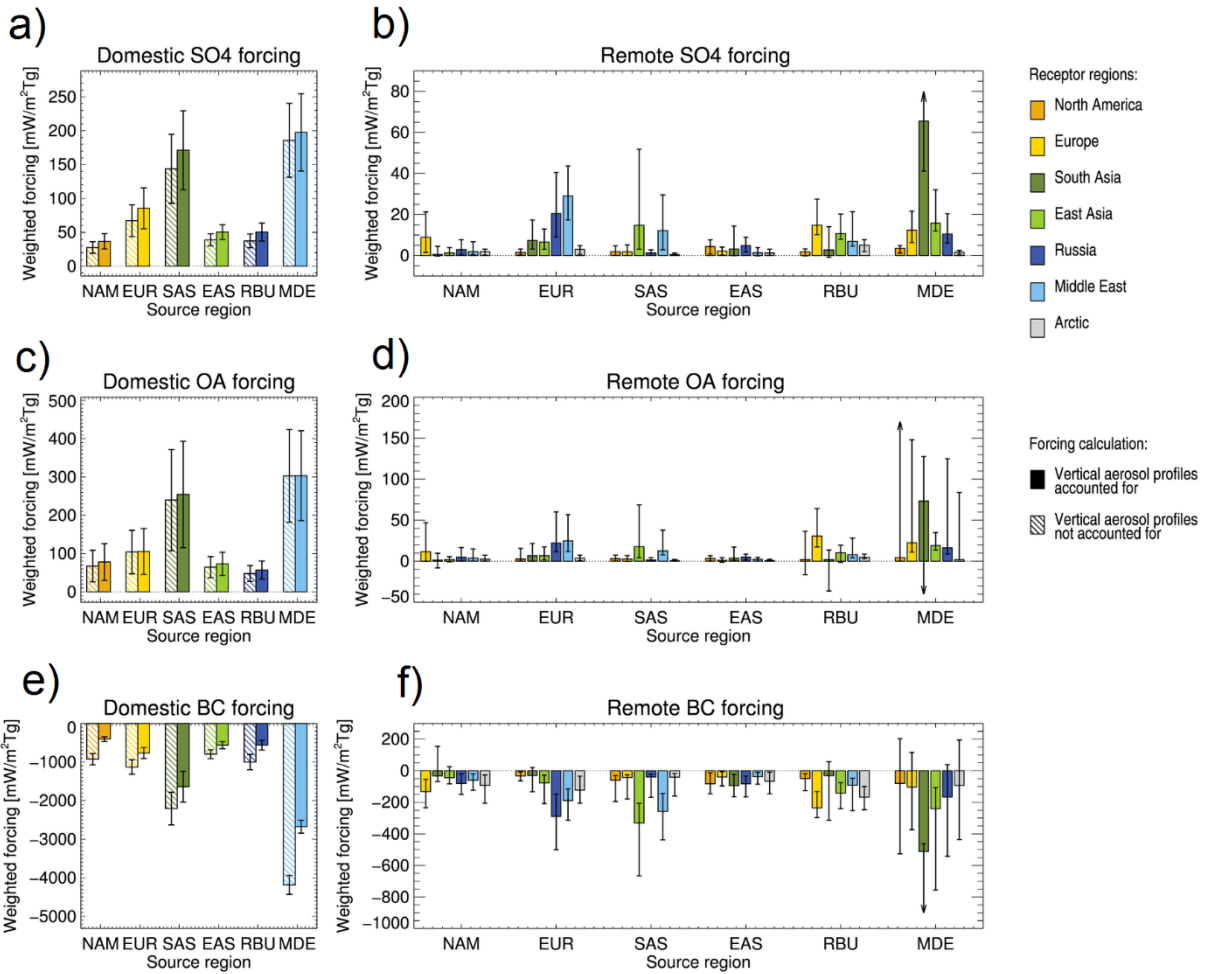 a)
Domestic SO4 forcing
Weighted forcing [mW/m²Tg]
250
200
150
100
50
0
NAM EUR SAS EAS RBU MDE
Source region
b)
Remote SO4 forcing
Weighted forcing [mW/m²Tg]
80
60
40
20
0
NAM EUR SAS EAS RBU MDE
Source region
Receptor regions:
North America
Europe
South Asia
East Asia
Russia
Middle East
Arctic
c)
Domestic OA forcing
Weighted forcing [mW/m²Tg]
500
400
300
200
100
0
NAM EUR SAS EAS RBU MDE
Source region
d)
Remote OA forcing
Weighted forcing [mW/m²Tg]
200
150
100
50
0
−50
NAM EUR SAS EAS RBU MDE
Source region
Forcing calculation:
Vertical aerosol profiles
accounted for
Vertical aerosol profiles
not accounted for
e)
Domestic BC forcing
Weighted forcing [mW/m²Tg]
0
−1000
−2000
−3000
−4000
−5000
NAM EUR SAS EAS RBU MDE
Source region
f)
Remote BC forcing
Weighted forcing [mW/m²Tg]
200
0
−200
−400
−600
−800
−1000
NAM EUR SAS EAS RBU MDE
Source region